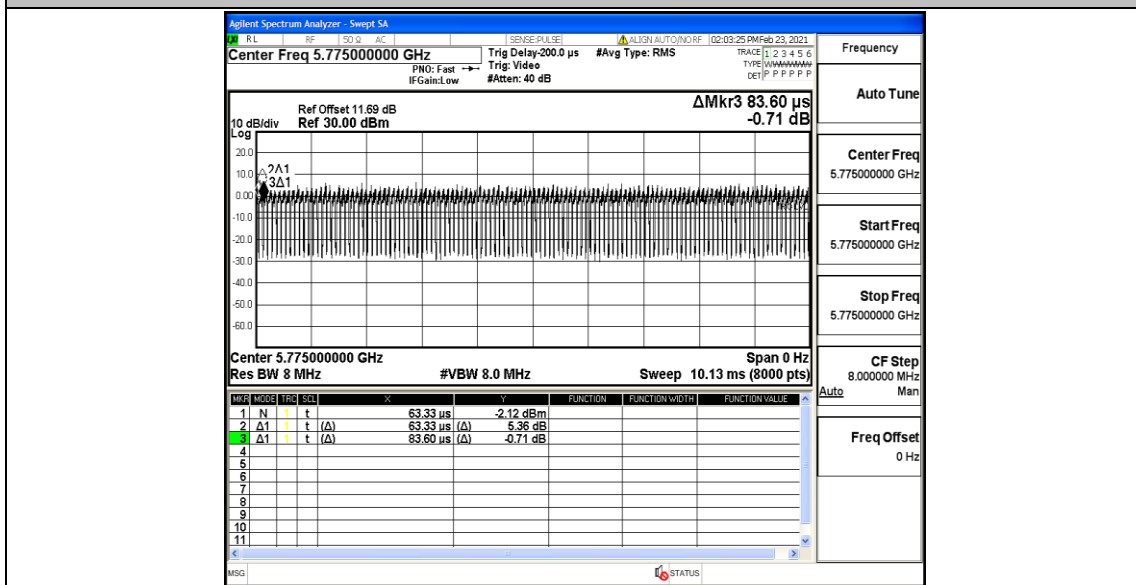 Agilent Spectrum Analyzer - Swept SA
RL RF 50 Ω AC SENSE:PULSE ALIGN AUTO/NO RF 02:03:25 PM Feb 23, 2021
Center Freq 5.775000000 GHz
PNO: Fast
IFGain:Low
Trig Delay-200.0 µs
Trig: Video
#Atten: 40 dB
#Avg Type: RMS
TRACE 1 2 3 4 5 6
TYPE
DET P P P P P P
ΔMkr3 83.60 µs
-0.71 dB
Ref Offset 11.69 dB
10 dB/div Ref 30.00 dBm
Log
20.0
10.0
0.00
-10.0
-20.0
-30.0
-40.0
-50.0
-60.0
2Δ1
3Δ1
Center 5.775000000 GHz Span 0 Hz
Res BW 8 MHz #VBW 8.0 MHz Sweep 10.13 ms (8000 pts)
MKR MODE TRC SCL X Y FUNCTION FUNCTION WIDTH FUNCTION VALUE
1 N 1 t 63.33 µs -2.12 dBm
2 Δ1 1 t (Δ) 63.33 µs (Δ) 5.36 dB
3 Δ1 1 t (Δ) 83.60 µs (Δ) -0.71 dB
4
5
6
7
8
9
10
11
MSG STATUS
Frequency
Auto Tune
Center Freq
5.775000000 GHz
Start Freq
5.775000000 GHz
Stop Freq
5.775000000 GHz
CF Step
8.000000 MHz
Auto Man
Freq Offset
0 Hz